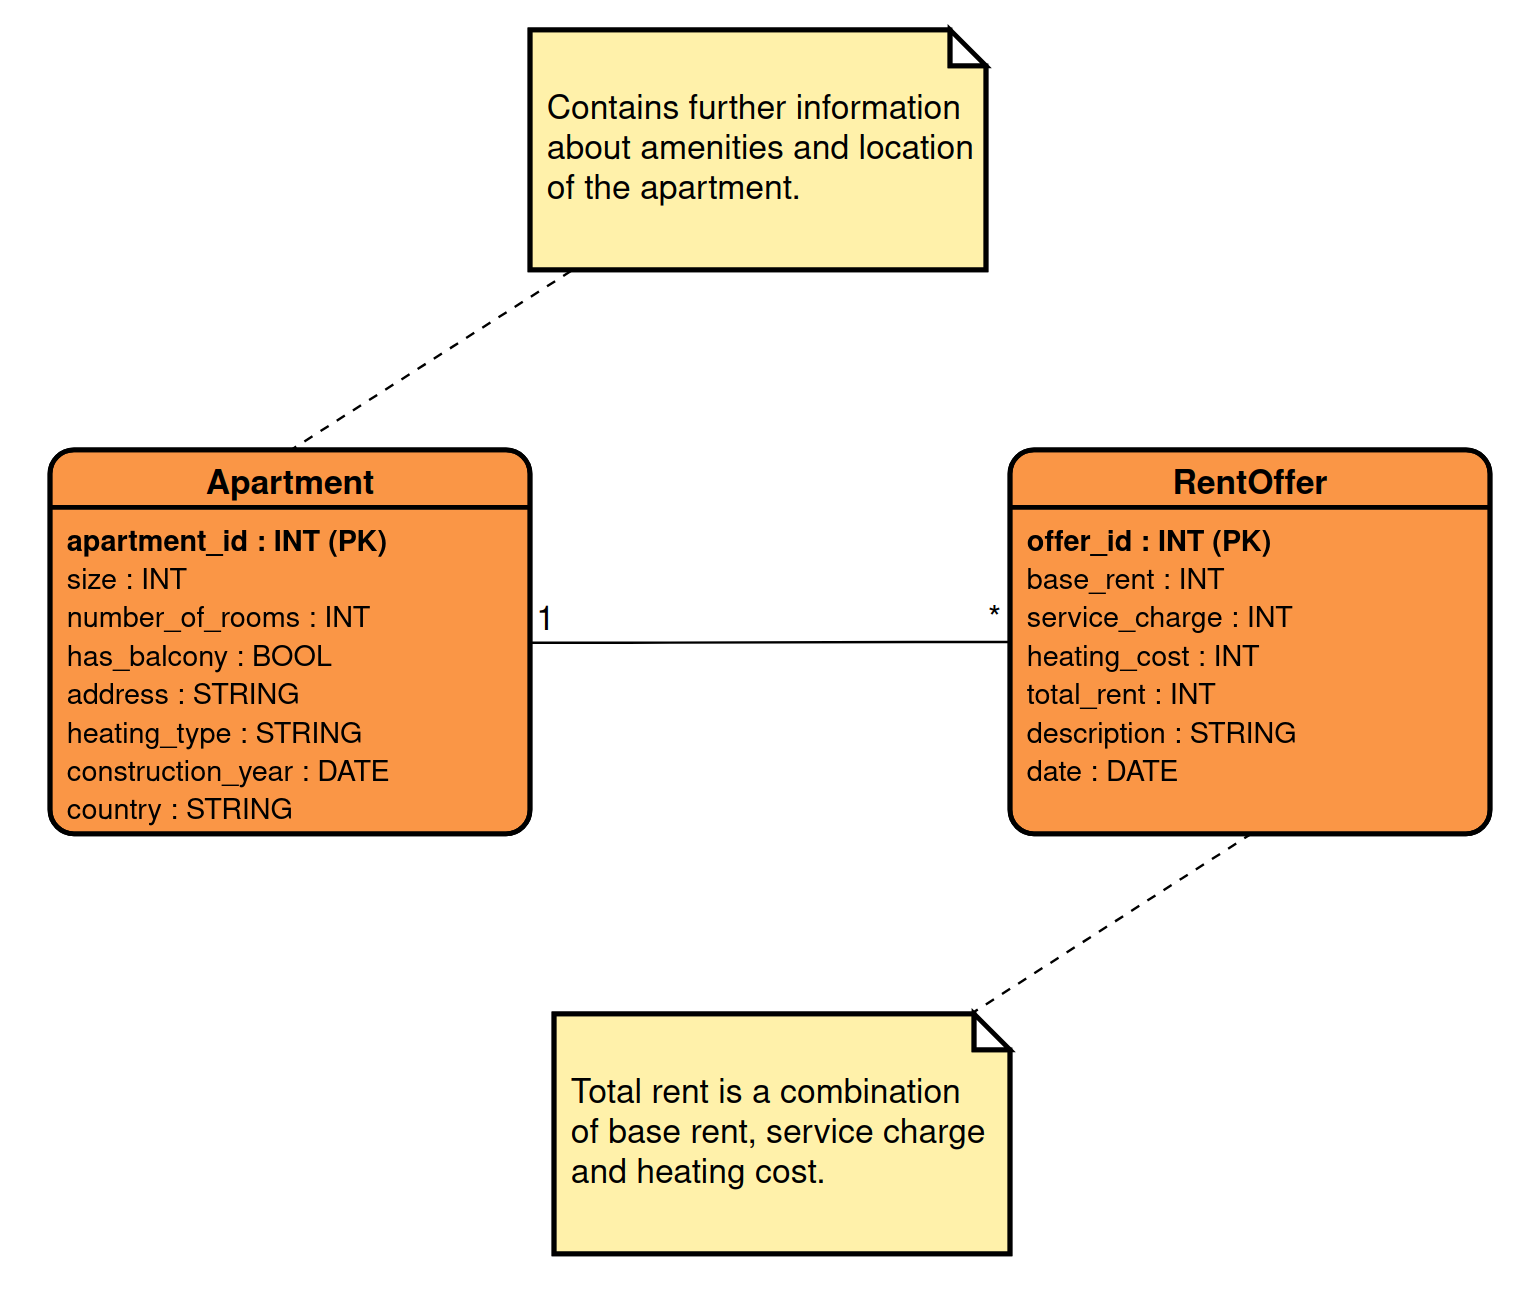 Contains further information
about amenities and location
of the apartment.
Apartment
apartment_id : INT (PK)
size : INT
number_of_rooms : INT
has_balcony : BOOL
address : STRING
heating_type : STRING
construction_year : DATE
country : STRING
1
*
RentOffer
offer_id : INT (PK)
base_rent : INT
service_charge : INT
heating_cost : INT
total_rent : INT
description : STRING
date : DATE
Total rent is a combination
of base rent, service charge
and heating cost.